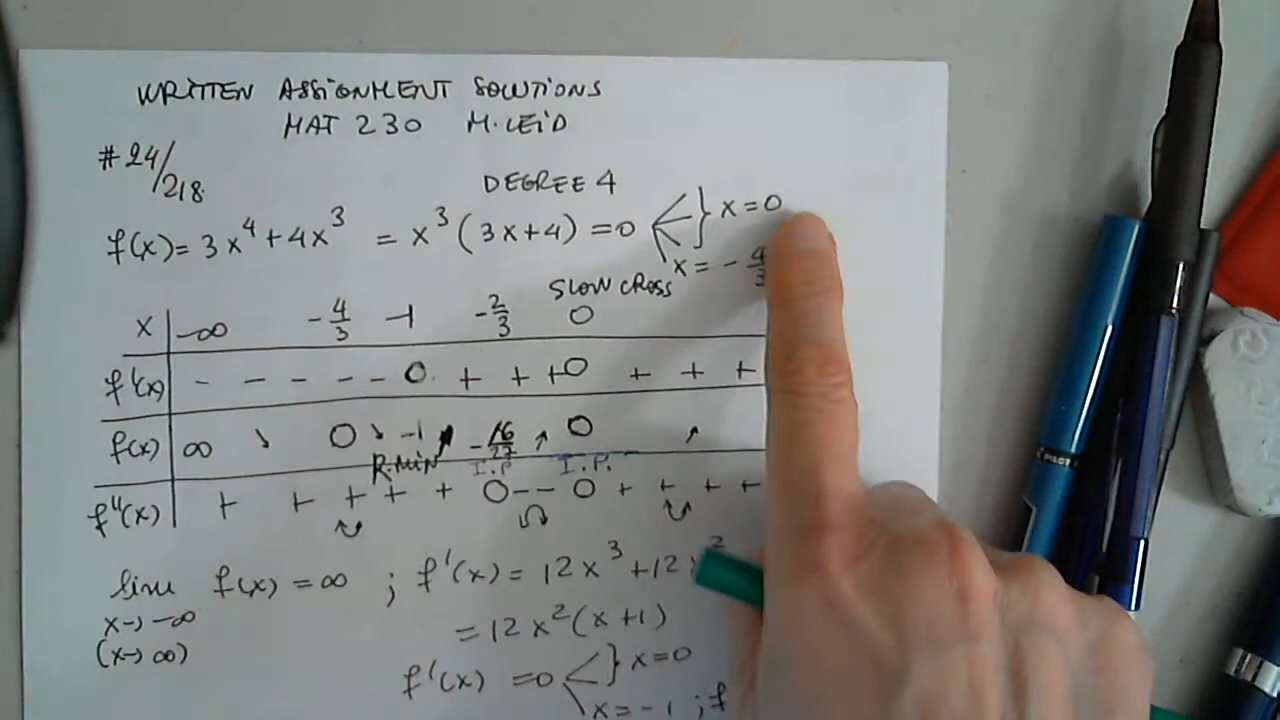 WRITTEN ASSIGNMENT SOLUTIONS
MAT 230 M. LEID
#24/218
DEGREE 4
f(x) = 3x⁴ + 4x³ = x³(3x+4) = 0 } x = 0
x = - 4/3
SLOW CROSS
x | -∞ -4/3 -1 -2/3 0
f'(x) | - - - - - 0 + + + 0 + + +
f(x) | ∞ ↘ 0 ↘ -1 ↗ -16/27 ↗ 0 ↗
R.MIN I.P I.P.
f''(x) | + + + + + 0 - - 0 + + + +
lim f(x) = ∞ ; f'(x) = 12x³ + 12x²
x→ -∞
(x→ ∞)
= 12x²(x+1)
f'(x) = 0 } x = 0
x = -1 ; f
PILOT